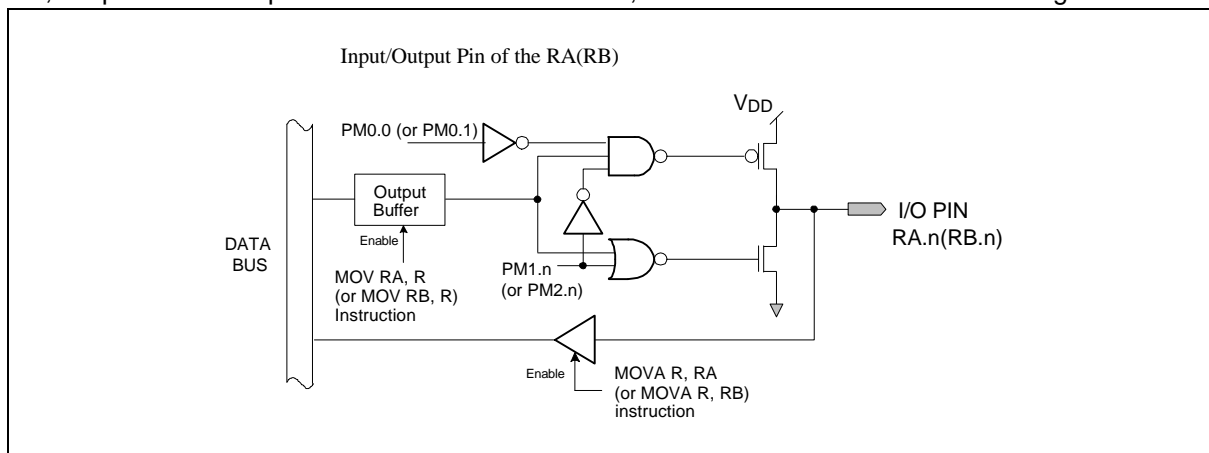 Input/Output Pin of the RA(RB)
VDD
PM0.0 (or PM0.1)
Output
Buffer
Enable
I/O PIN
RA.n(RB.n)
DATA
BUS
MOV RA, R
(or MOV RB, R)
Instruction
PM1.n
(or PM2.n)
Enable
MOVA R, RA
(or MOVA R, RB)
instruction